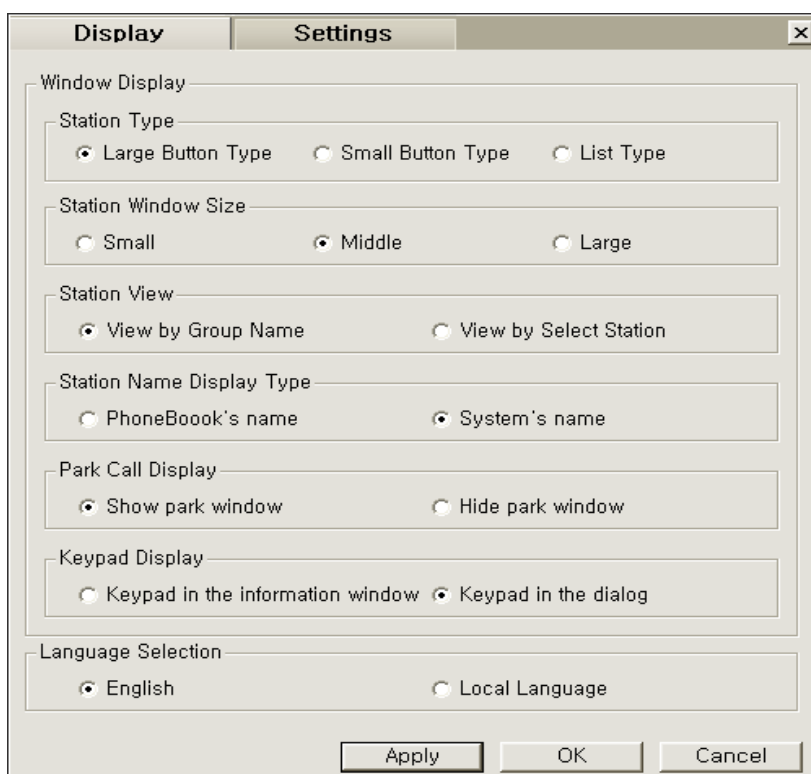 Display Settings
Window Display
Station Type
Large Button Type Small Button Type List Type
Station Window Size
Small Middle Large
Station View
View by Group Name View by Select Station
Station Name Display Type
PhoneBoook's name System's name
Park Call Display
Show park window Hide park window
Keypad Display
Keypad in the information window Keypad in the dialog
Language Selection
English Local Language
Apply OK Cancel